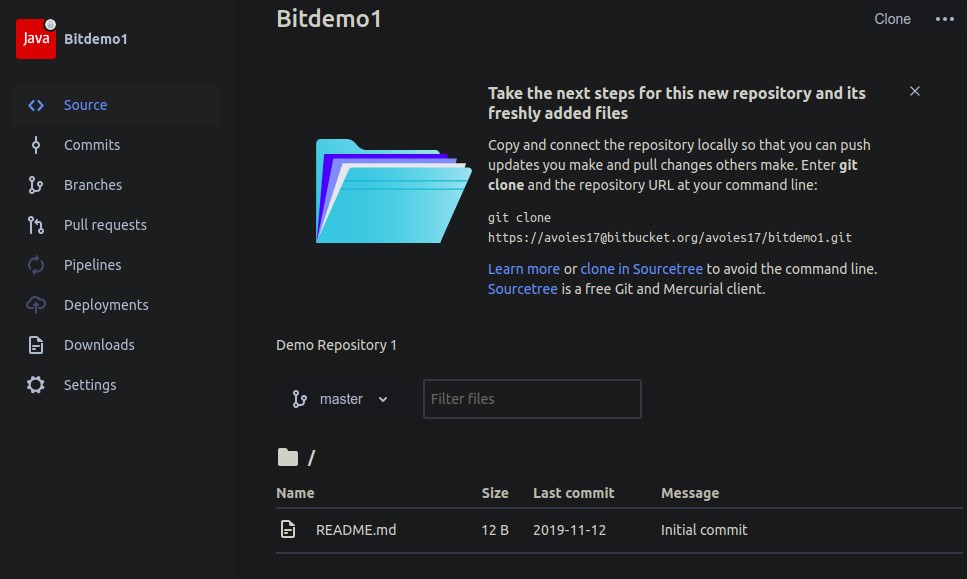 Java
Bitdemo1
Source
Commits
Branches
Pull requests
Pipelines
Deployments
Downloads
Settings
Bitdemo1
Clone
Take the next steps for this new repository and its
freshly added files
Copy and connect the repository locally so that you can push
updates you make and pull changes others make. Enter git
clone and the repository URL at your command line:
git clone
https://avoies17@bitbucket.org/avoies17/bitdemo1.git
Learn more or clone in Sourcetree to avoid the command line.
Sourcetree is a free Git and Mercurial client.
Demo Repository 1
master
Filter files
/
Name Size Last commit Message
README.md 12 B 2019-11-12 Initial commit